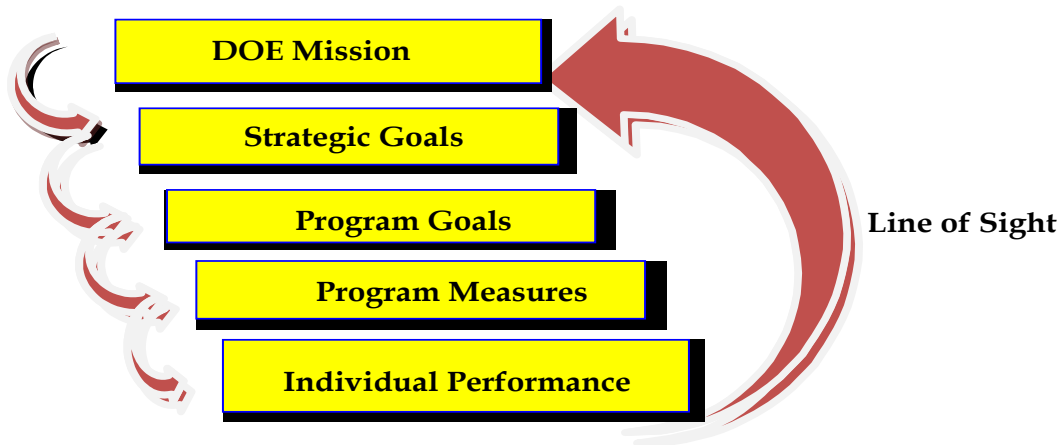 DOE Mission
Strategic Goals
Program Goals
Line of Sight
Program Measures
Individual Performance